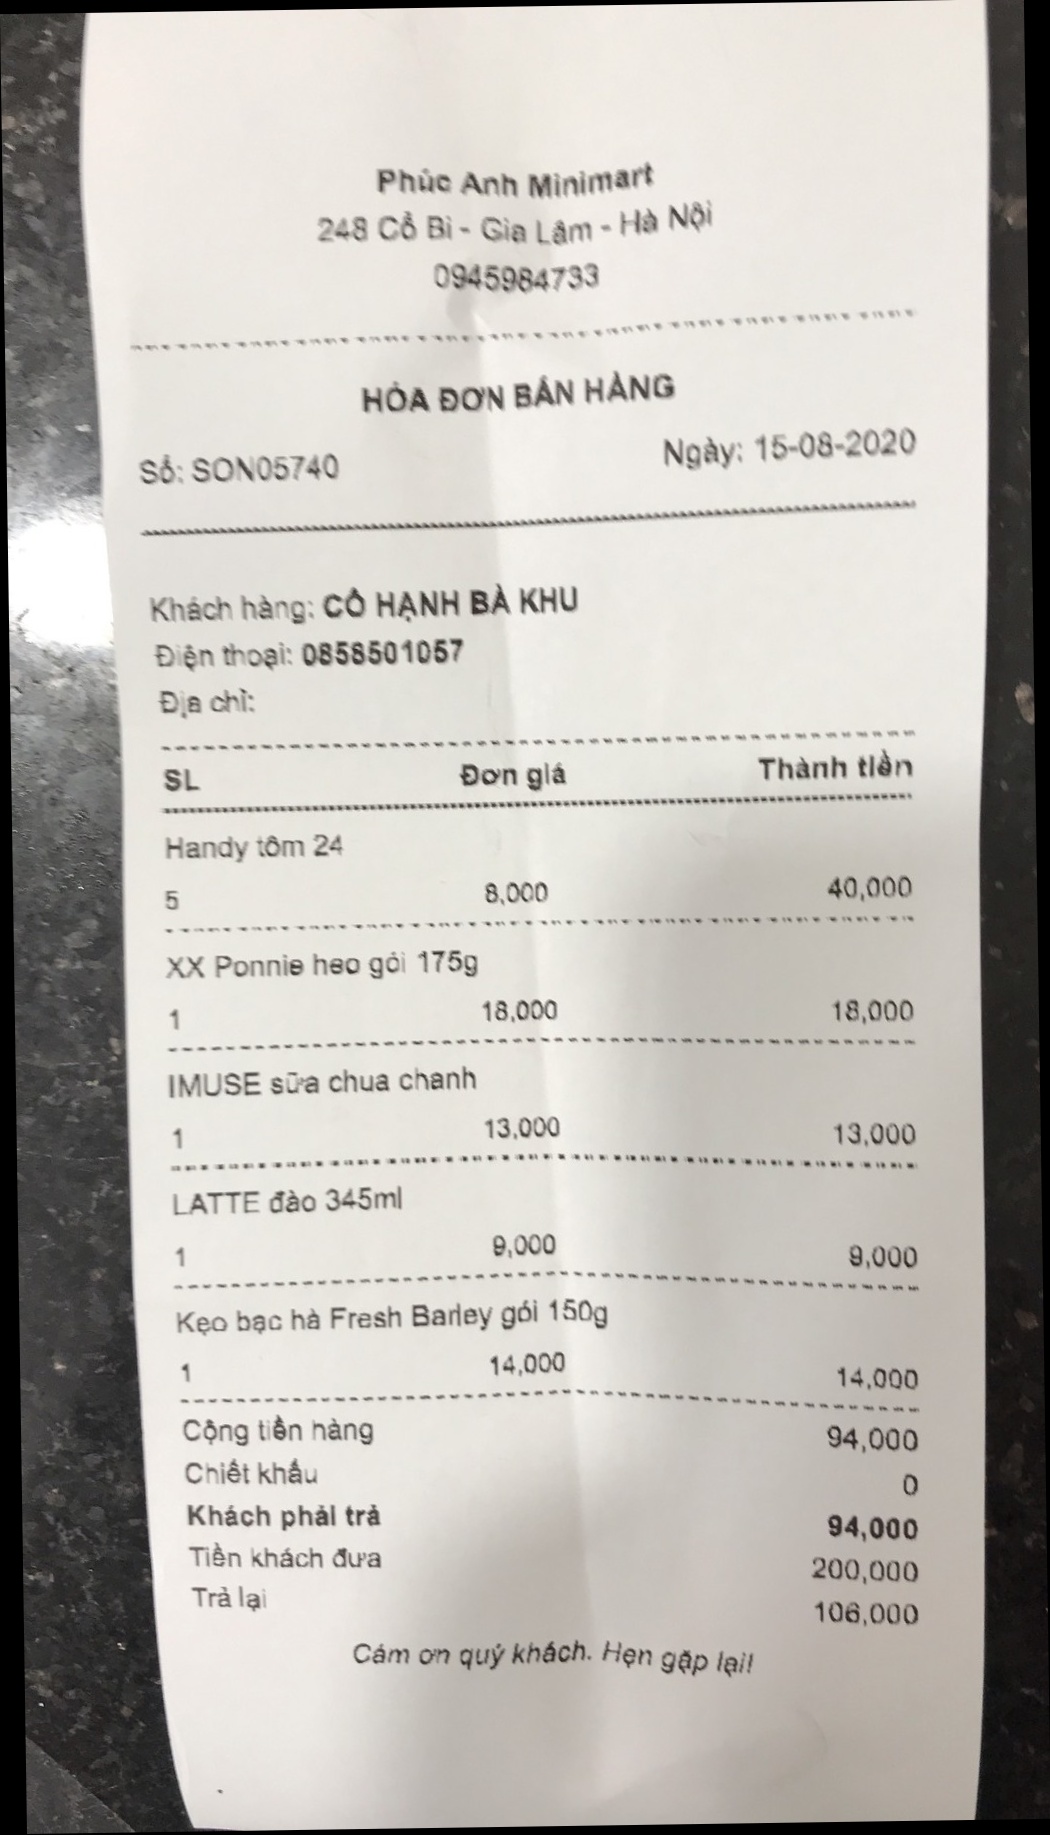 Phúc Anh Minimart
248 Cổ Bi - Gia Lâm - Hà Nội
0945984733
HÓA ĐƠN BÁN HÀNG
Số: SON05740 Ngày: 15-08-2020
Khách hàng: CÔ HẠNH BÀ KHU
Điện thoại: 0858501057
Địa chỉ:
SL Đơn giá Thành tiền
Handy tôm 24
5 8,000 40,000
XX Ponnie heo gói 175g
1 18,000 18,000
IMUSE sữa chua chanh
1 13,000 13,000
LATTE đào 345ml
1 9,000 9,000
Kẹo bạc hà Fresh Barley gói 150g
1 14,000 14,000
Cộng tiền hàng 94,000
Chiết khấu 0
Khách phải trả 94,000
Tiền khách đưa 200,000
Trả lại 106,000
Cám ơn quý khách. Hẹn gặp lại!